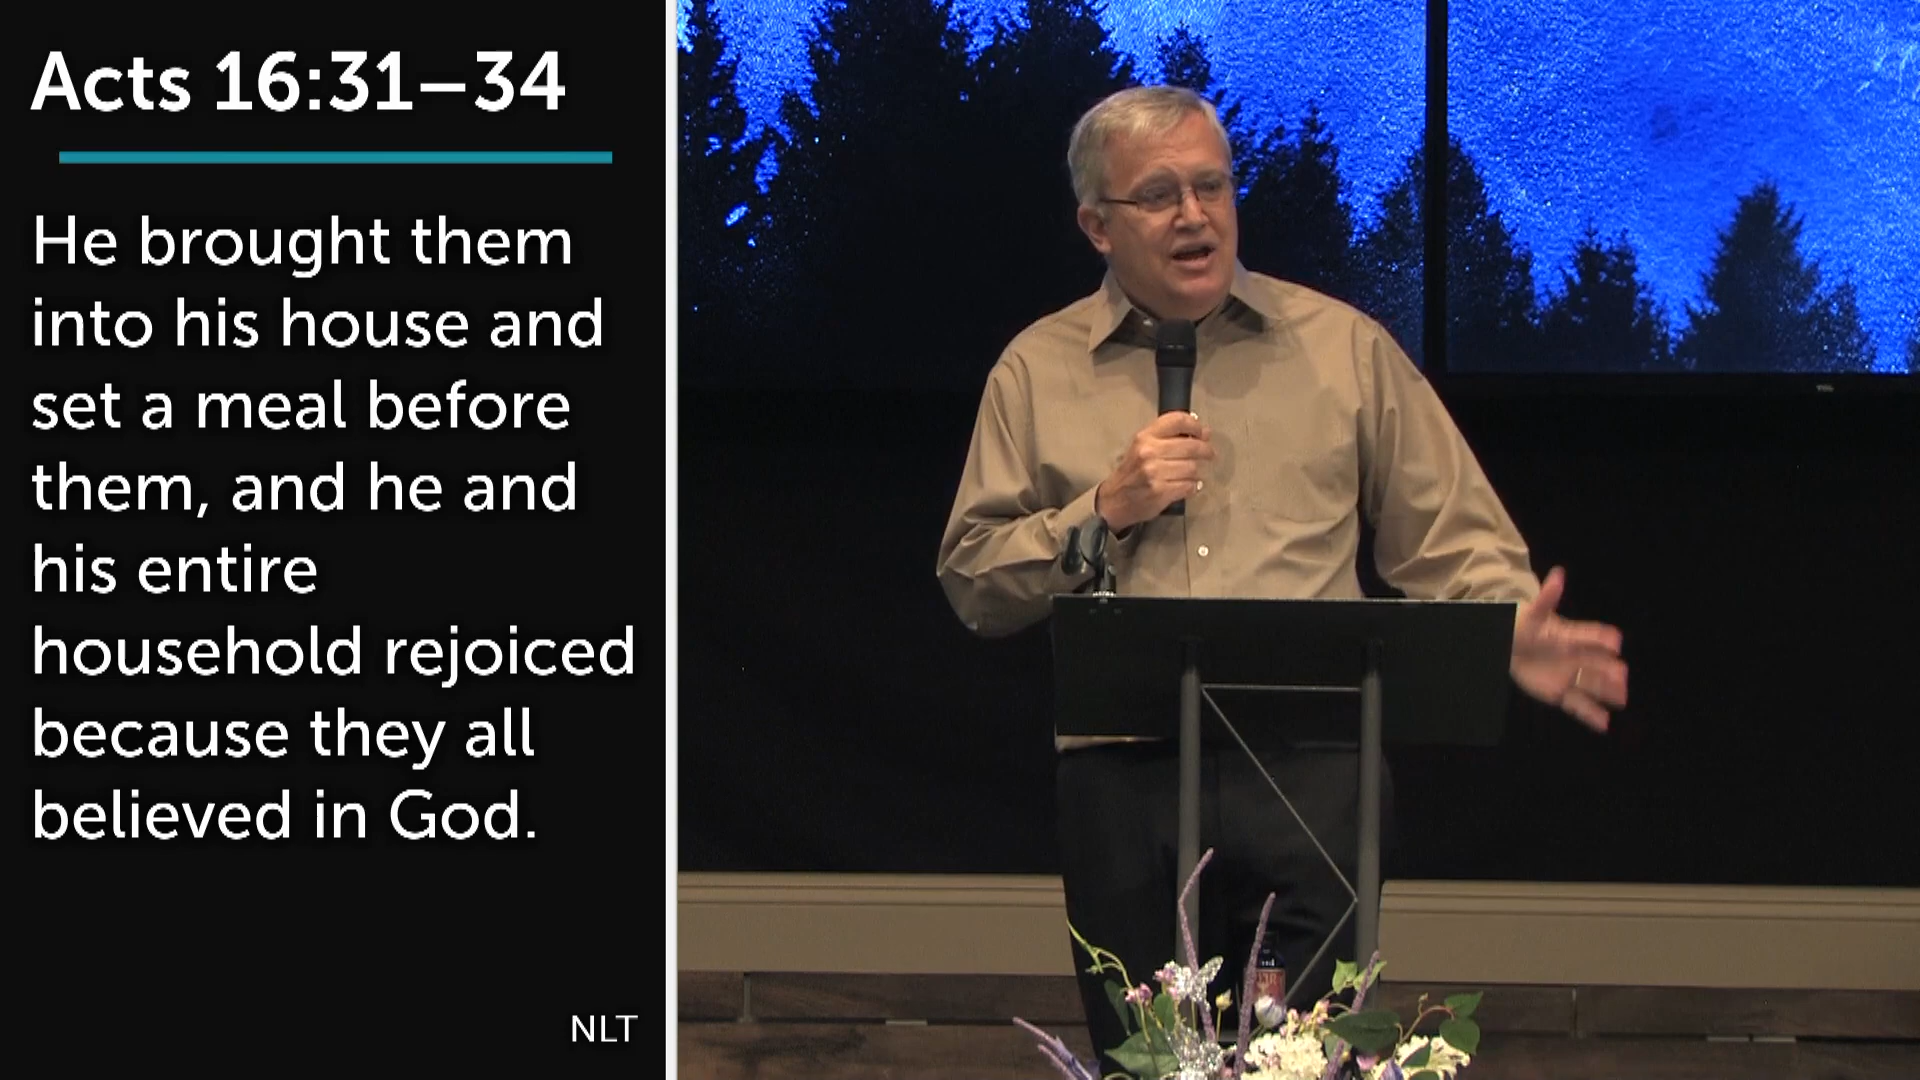 Acts 16:31–34
He brought them
into his house and
set a meal before
them, and he and
his entire
household rejoiced
because they all
believed in God.
NLT